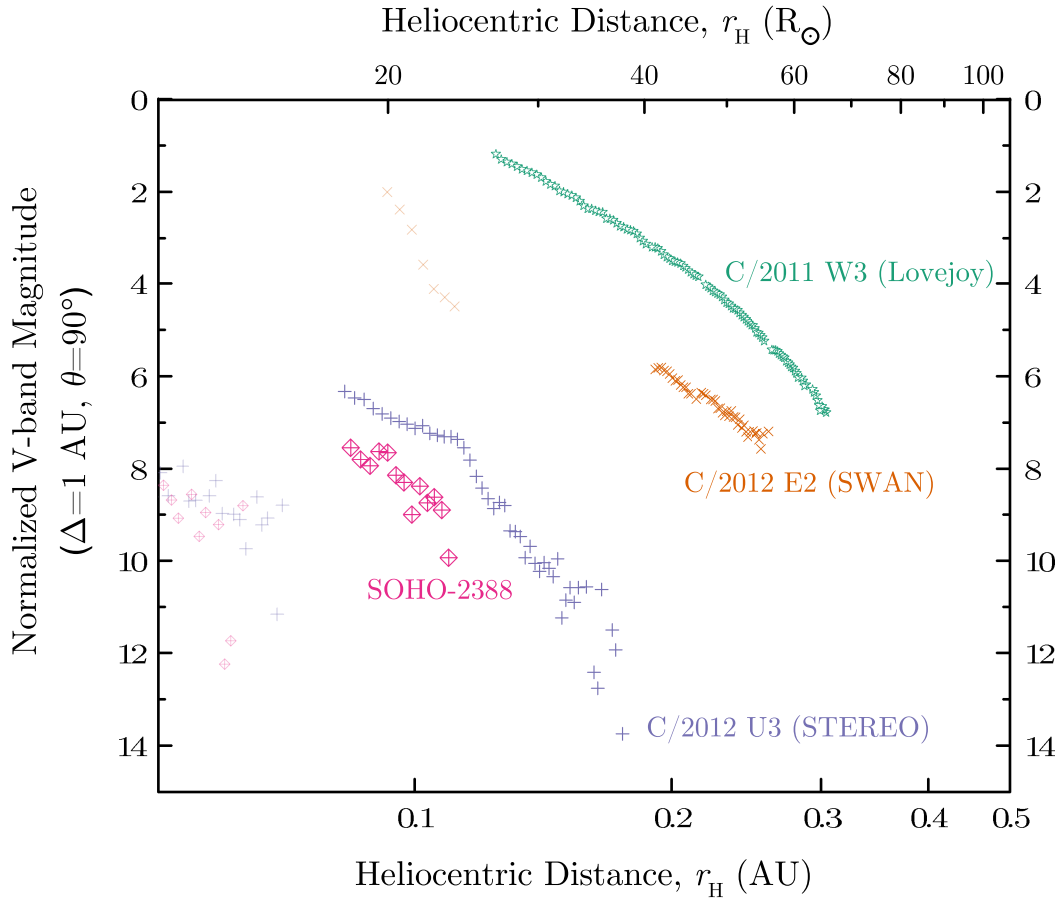 Heliocentric Distance, r_H (R_☉)
20 40 60 80 100
Normalized V-band Magnitude
(Δ=1 AU, θ=90°)
0 0
2 2
4 4
6 6
8 8
10 10
12 12
14 14
C/2011 W3 (Lovejoy)
C/2012 E2 (SWAN)
SOHO-2388
C/2012 U3 (STEREO)
0.1 0.2 0.3 0.4 0.5
Heliocentric Distance, r_H (AU)